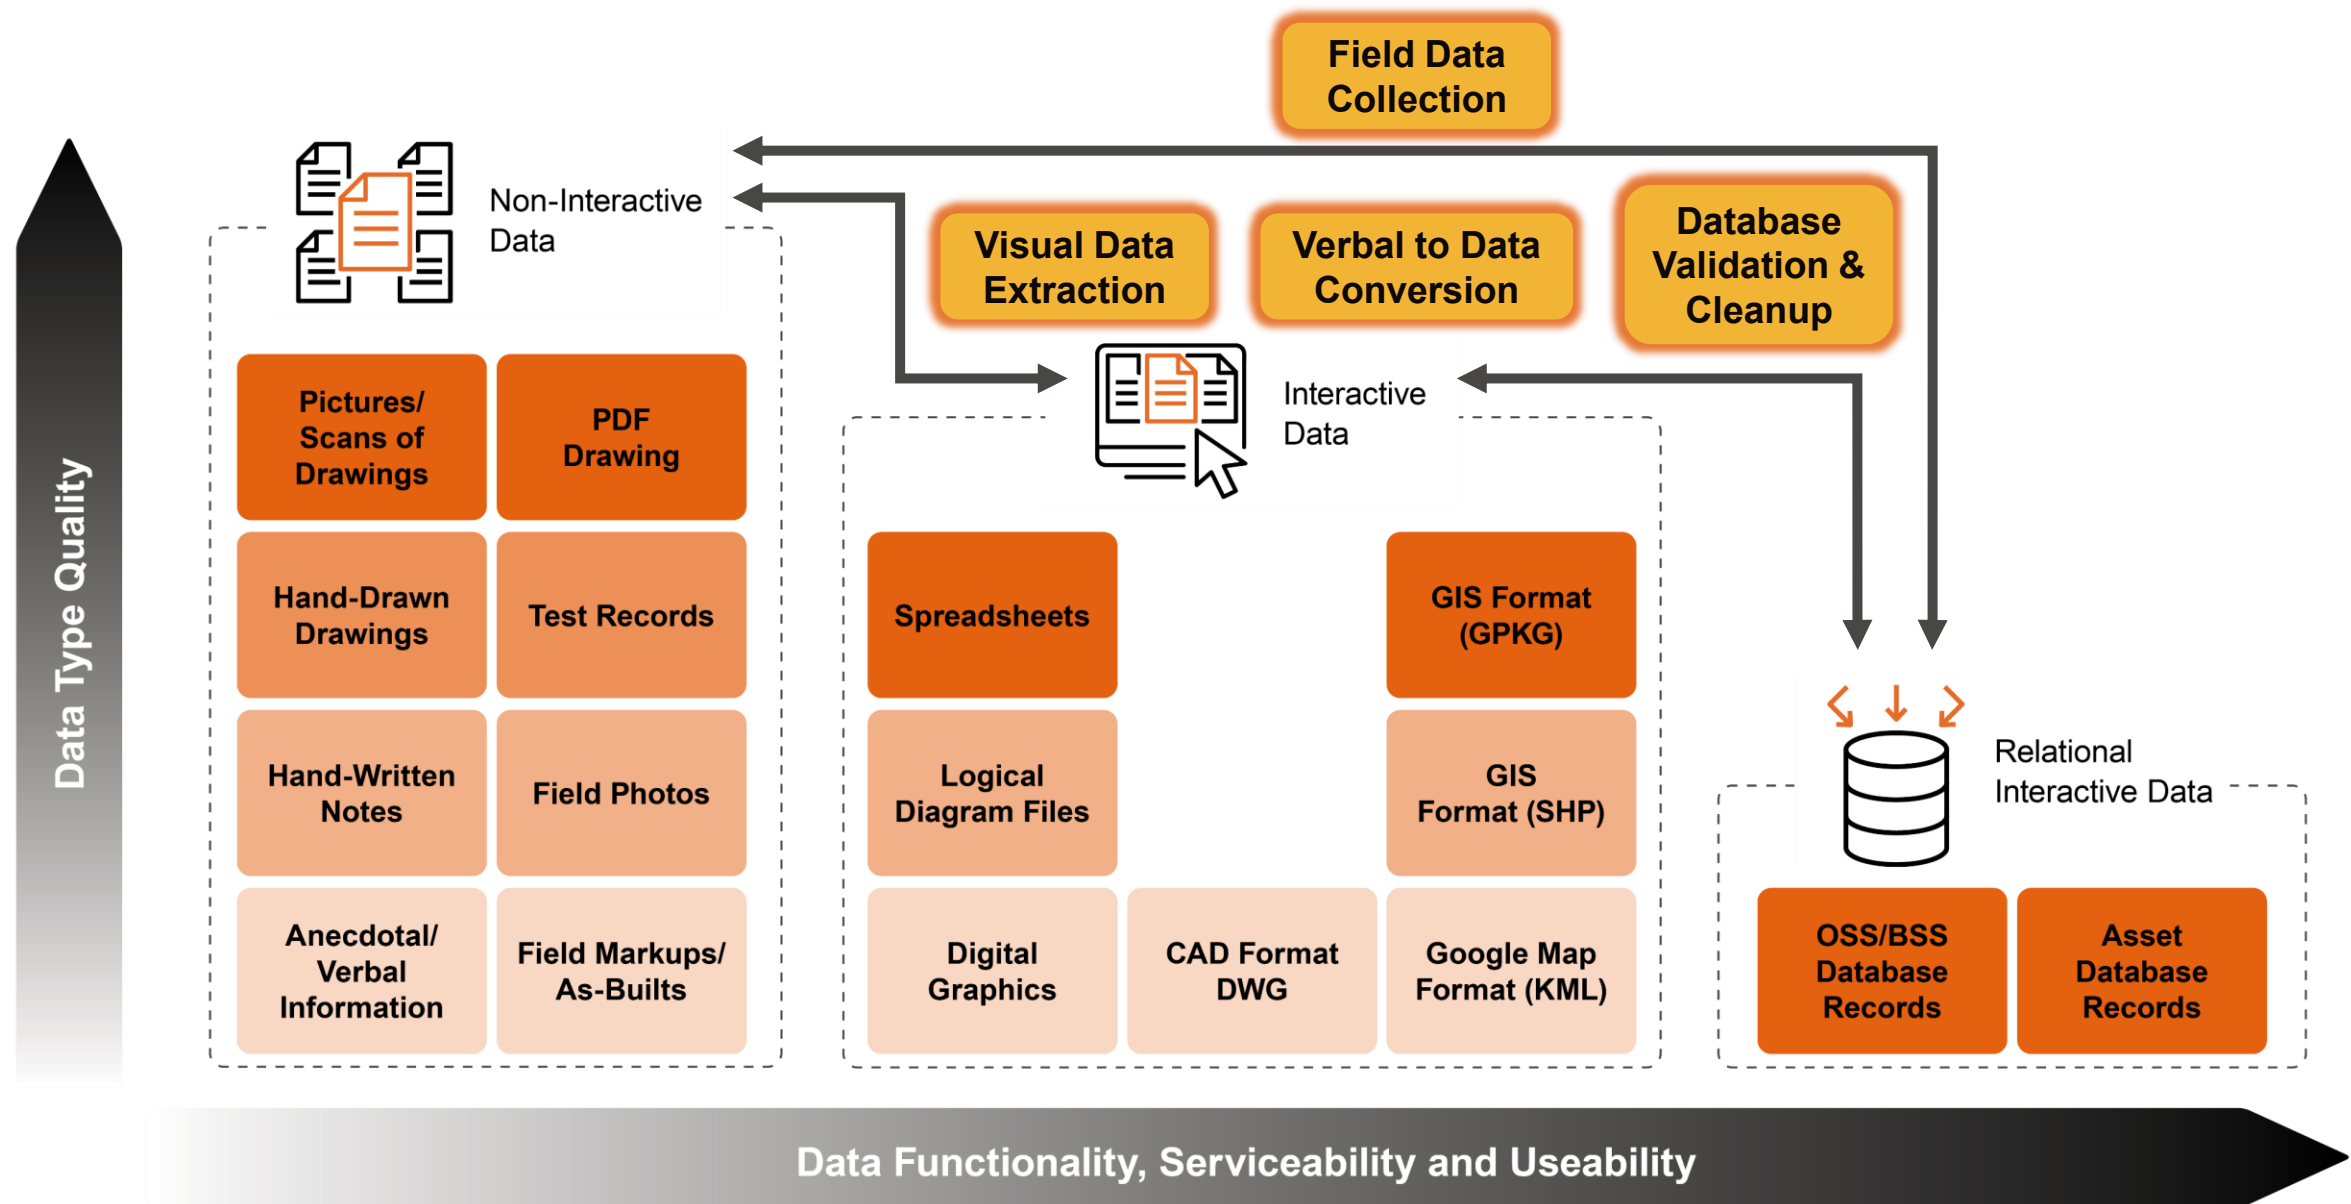 Field Data
Collection
Non-Interactive
Data
Visual Data
Extraction
Verbal to Data
Conversion
Database
Validation &
Cleanup
Interactive
Data
Data Type Quality
Pictures/
Scans of
Drawings
PDF
Drawing
Hand-Drawn
Drawings
Test Records
Hand-Written
Notes
Field Photos
Anecdotal/
Verbal
Information
Field Markups/
As-Builts
Spreadsheets
GIS Format
(GPKG)
Logical
Diagram Files
GIS
Format (SHP)
Digital
Graphics
CAD Format
DWG
Google Map
Format (KML)
Relational
Interactive Data
OSS/BSS
Database
Records
Asset
Database
Records
Data Functionality, Serviceability and Useability